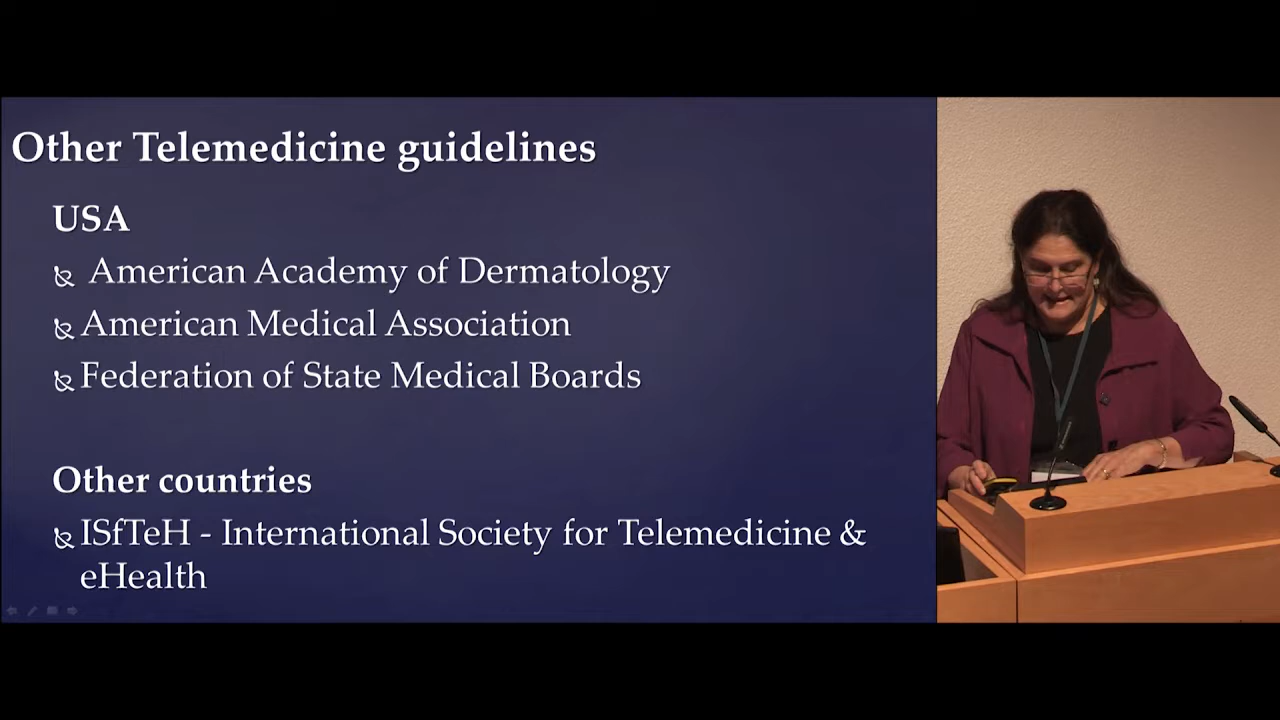 Other Telemedicine guidelines
USA
American Academy of Dermatology
American Medical Association
Federation of State Medical Boards
Other countries
ISfTeH - International Society for Telemedicine &
eHealth